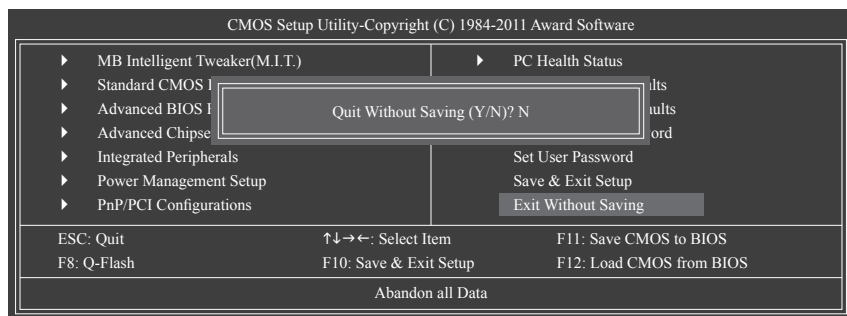 CMOS Setup Utility-Copyright (C) 1984-2011 Award Software
MB Intelligent Tweaker(M.I.T.)
Standard CMOS
Advanced BIOS
Advanced
Integrated Peripherals
Power Management Setup
PnP/PCI Configurations
PC Health Status
Set User Password
Save & Exit Setup
Exit Without Saving
Quit Without Saving (Y/N)? N
ESC: Quit ↑↓→←: Select Item F11: Save CMOS to BIOS
F8: Q-Flash F10: Save & Exit Setup F12: Load CMOS from BIOS
Abandon all Data